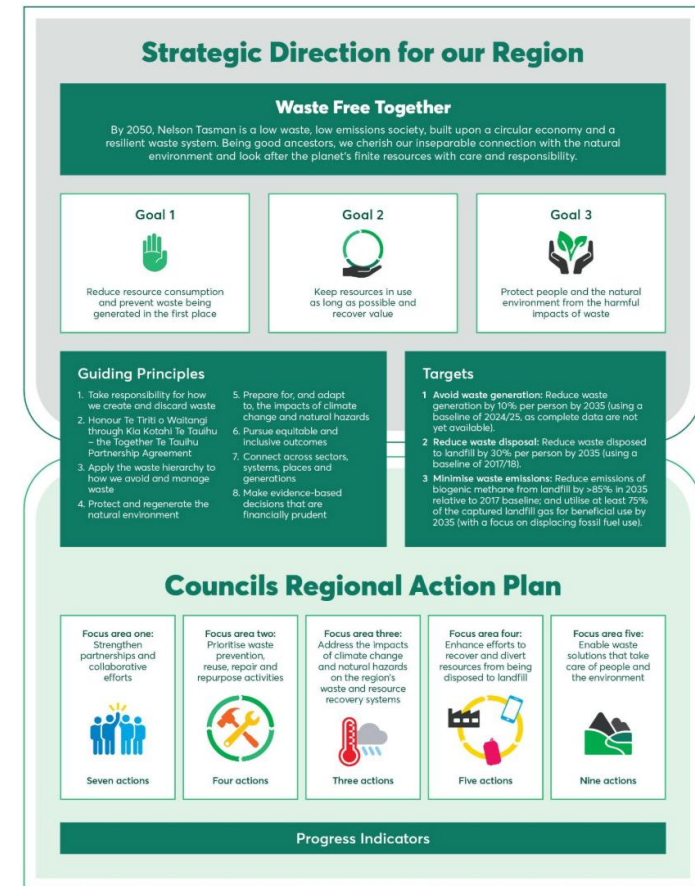 Strategic Direction for our Region
Waste Free Together
By 2050, Nelson Tasman is a low waste, low emissions society, built upon a circular economy and a
resilient waste system. Being good ancestors, we cherish our inseparable connection with the natural
environment and look after the planet's finite resources with care and responsibility.
Goal 1
Reduce resource consumption
and prevent waste being
generated in the first place
Goal 2
Keep resources in use
as long as possible and
recover value
Goal 3
Protect people and the natural
environment from the harmful
impacts of waste
Guiding Principles
1. Take responsibility for how
we create and discard waste
2. Honour Te Tiriti o Waitangi
through Kia Kotahi Te Tauihu
– the Together Te Tauihu
Partnership Agreement
3. Apply the waste hierarchy to
how we avoid and manage
waste
4. Protect and regenerate the
natural environment
5. Prepare for, and adapt
to, the impacts of climate
change and natural hazards
6. Pursue equitable and
inclusive outcomes
7. Connect across sectors,
systems, places and
generations
8. Make evidence-based
decisions that are
financially prudent
Targets
1 Avoid waste generation: Reduce waste
generation by 10% per person by 2035 (using a
baseline of 2024/25, as complete data are not
yet available).
2 Reduce waste disposal: Reduce waste disposed
to landfill by 30% per person by 2035 (using a
baseline of 2017/18).
3 Minimise waste emissions: Reduce emissions of
biogenic methane from landfill by >85% in 2035
relative to 2017 baseline; and utilise at least 75%
of the captured landfill gas for beneficial use by
2035 (with a focus on displacing fossil fuel use).
Councils Regional Action Plan
Focus area one:
Strengthen
partnerships and
collaborative
efforts
Seven actions
Focus area two:
Prioritise waste
prevention,
reuse, repair and
repurpose activities
Four actions
Focus area three:
Address the impacts
of climate change
and natural hazards
on the region's
waste and resource
recovery systems
Three actions
Focus area four:
Enhance efforts to
recover and divert
resources from being
disposed to landfill
Five actions
Focus area five:
Enable waste
solutions that take
care of people and
the environment
Nine actions
Progress Indicators